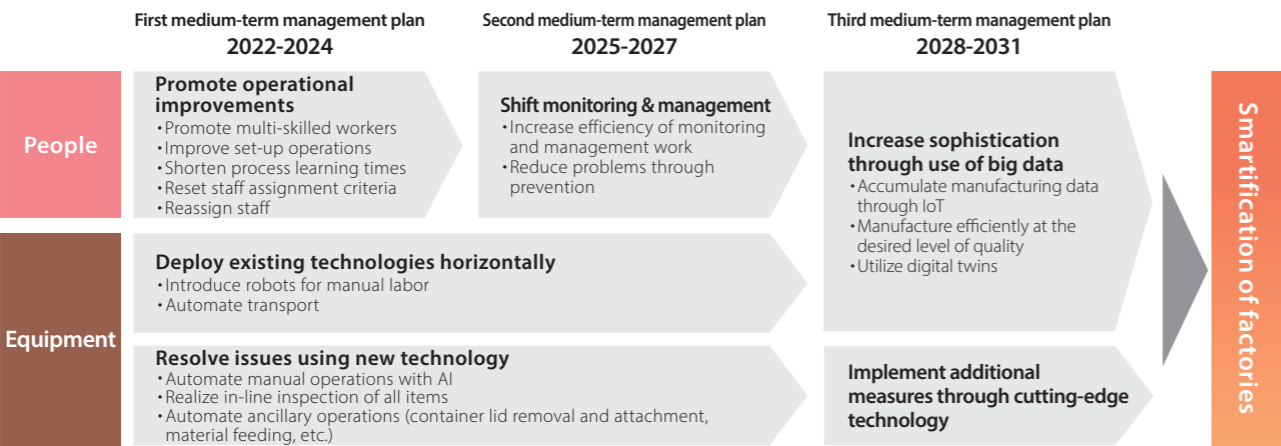 First medium-term management plan
2022-2024
Second medium-term management plan
2025-2027
Third medium-term management plan
2028-2031
People
Promote operational
improvements
・Promote multi-skilled workers
・Improve set-up operations
・Shorten process learning times
・Reset staff assignment criteria
・Reassign staff
Shift monitoring & management
・Increase efficiency of monitoring
and management work
・Reduce problems through
prevention
Increase sophistication
through use of big data
・Accumulate manufacturing data
through IoT
・Manufacture efficiently at the
desired level of quality
・Utilize digital twins
Equipment
Deploy existing technologies horizontally
・Introduce robots for manual labor
・Automate transport
Resolve issues using new technology
・Automate manual operations with AI
・Realize in-line inspection of all items
・Automate ancillary operations (container lid removal and attachment,
material feeding, etc.)
Implement additional
measures through cutting-edge
technology
Smartification of factories